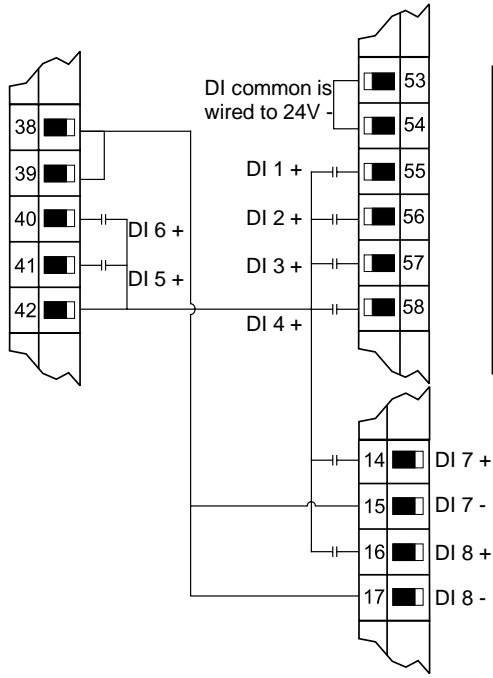 38
39
40
41
42
DI 6 +
DI 5 +
DI common is
wired to 24V -
DI 1 +
DI 2 +
DI 3 +
DI 4 +
53
54
55
56
57
58
14 DI 7 +
15 DI 7 -
16 DI 8 +
17 DI 8 -